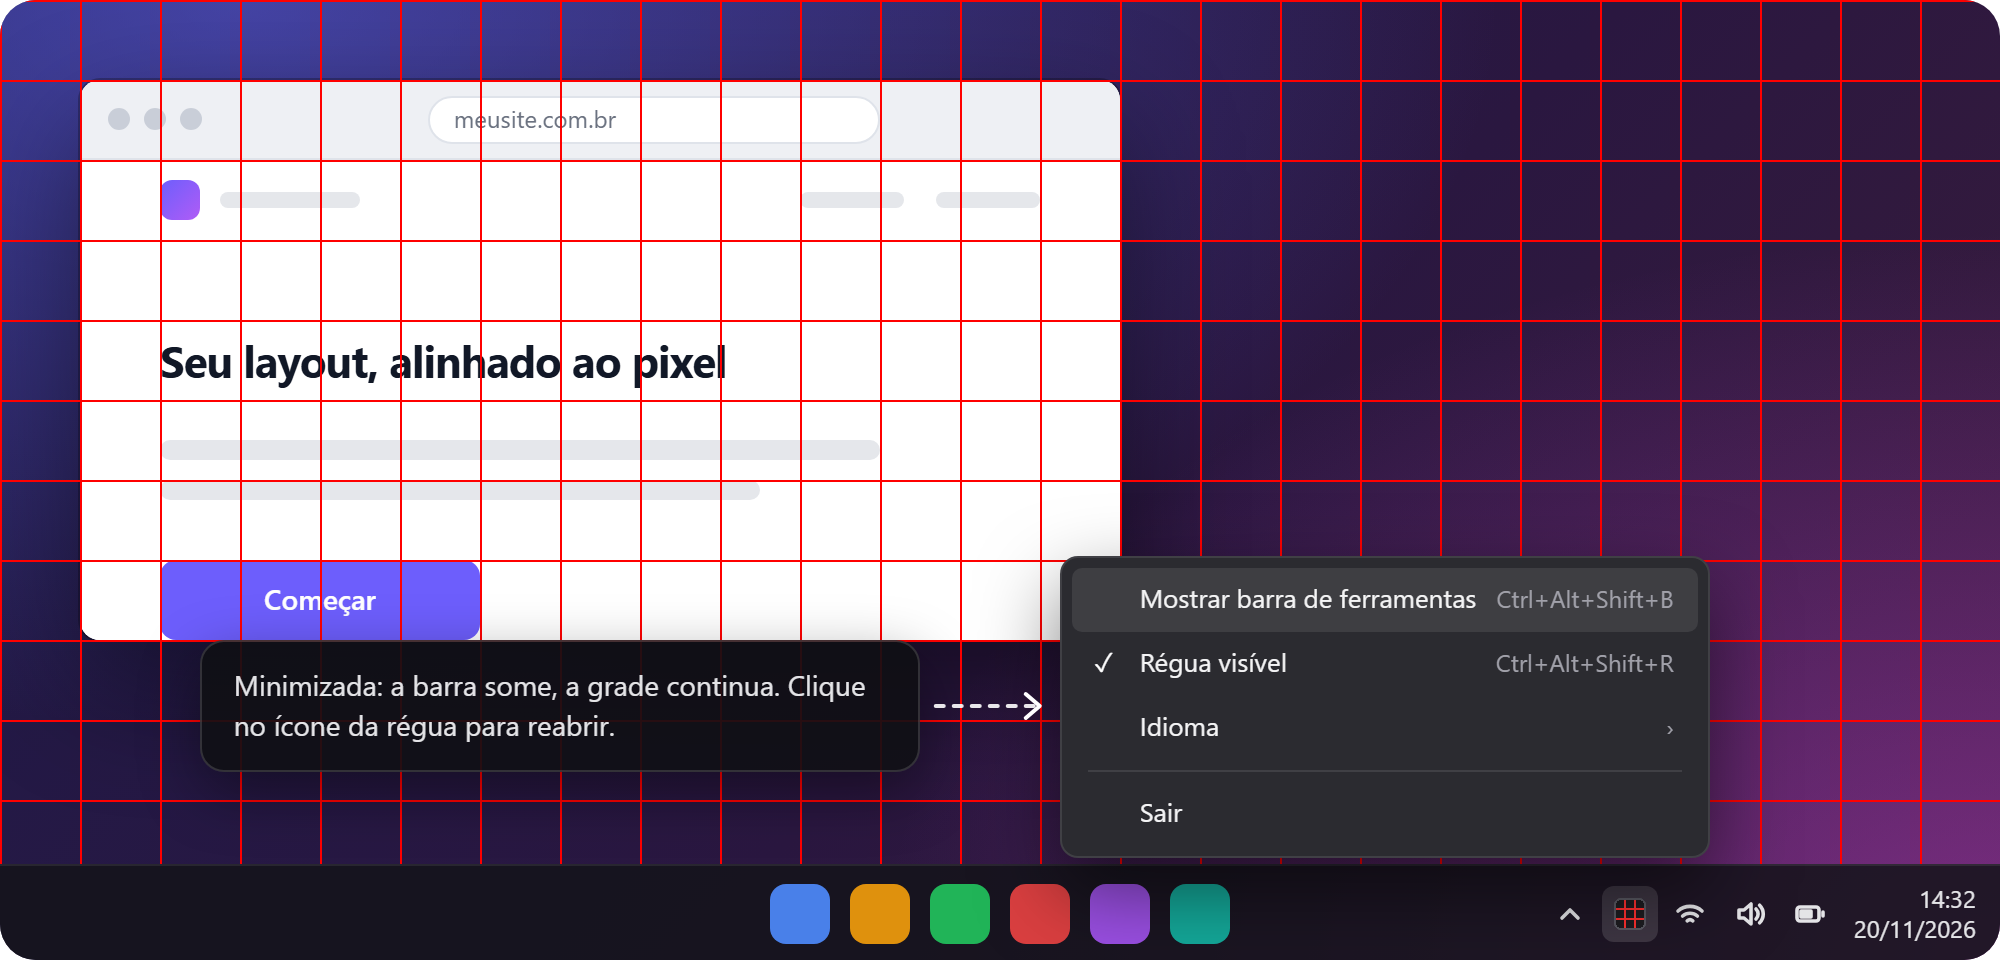 meusite.com.br
Seu layout, alinhado ao pixel
Começar
Minimizada: a barra some, a grade continua. Clique
no ícone da régua para reabrir.
Mostrar barra de ferramentas Ctrl+Alt+Shift+B
✓ Régua visível Ctrl+Alt+Shift+R
Idioma ›
Sair
14:32
20/11/2026